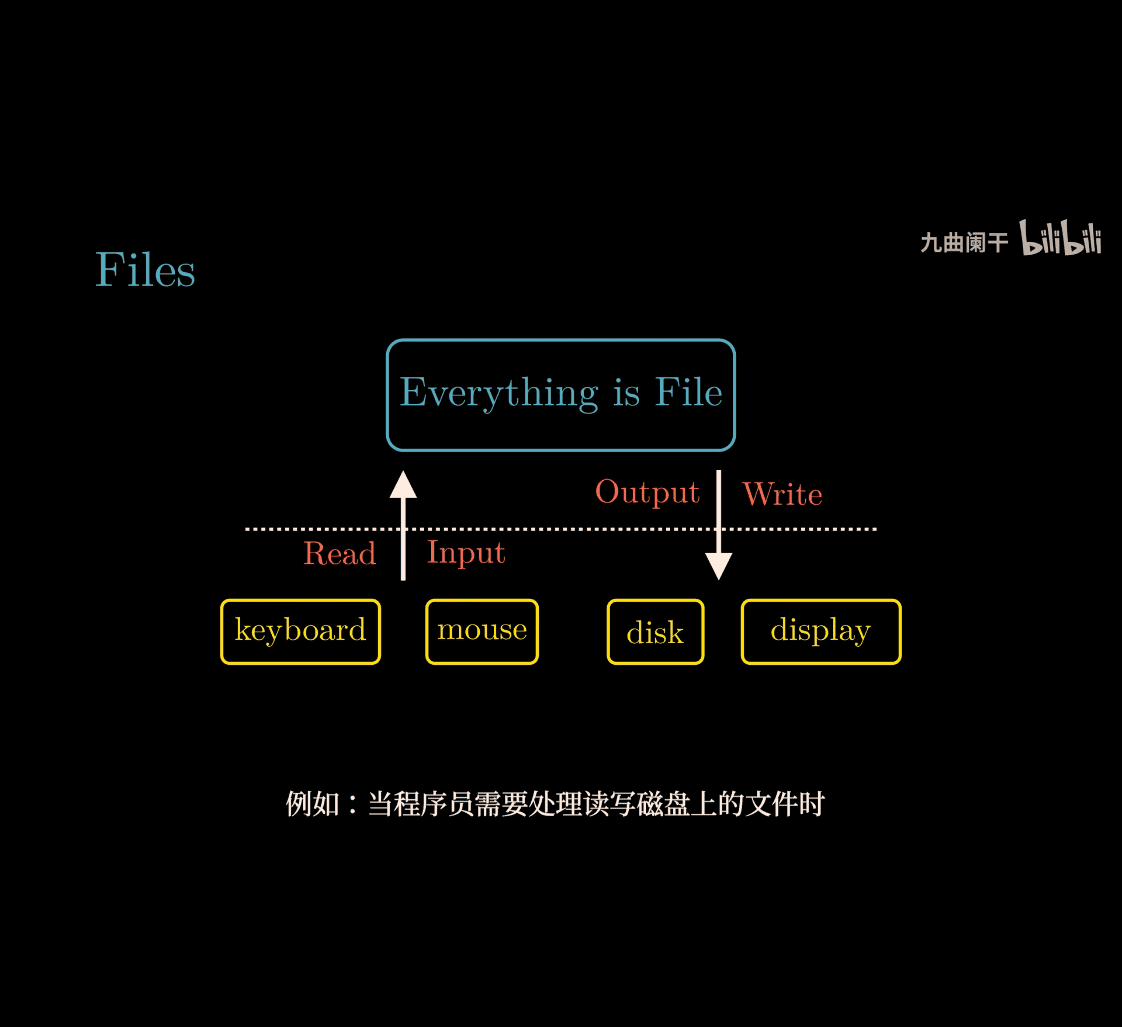 九曲阑干 bilibili
Files
Everything is File
Output Write
Read Input
keyboard mouse disk display
例如：当程序员需要处理读写磁盘上的文件时